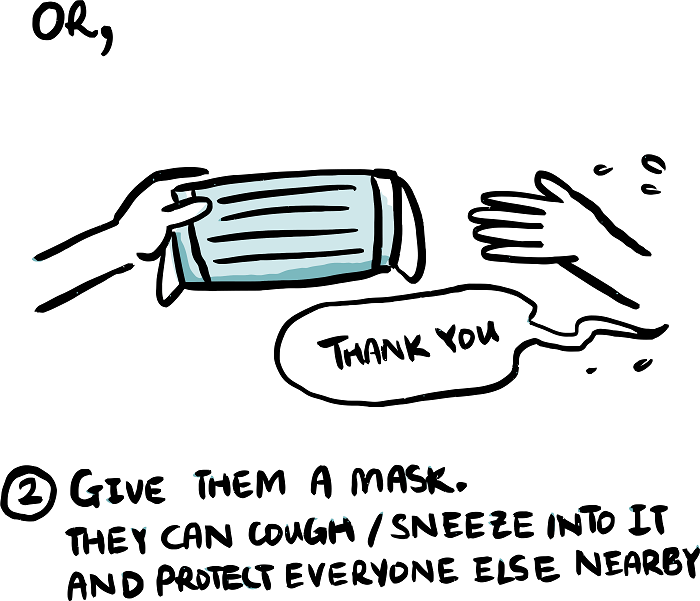 OR,
THANK YOU
2 GIVE THEM A MASK.
THEY CAN COUGH / SNEEZE INTO IT
AND PROTECT EVERYONE ELSE NEARBY